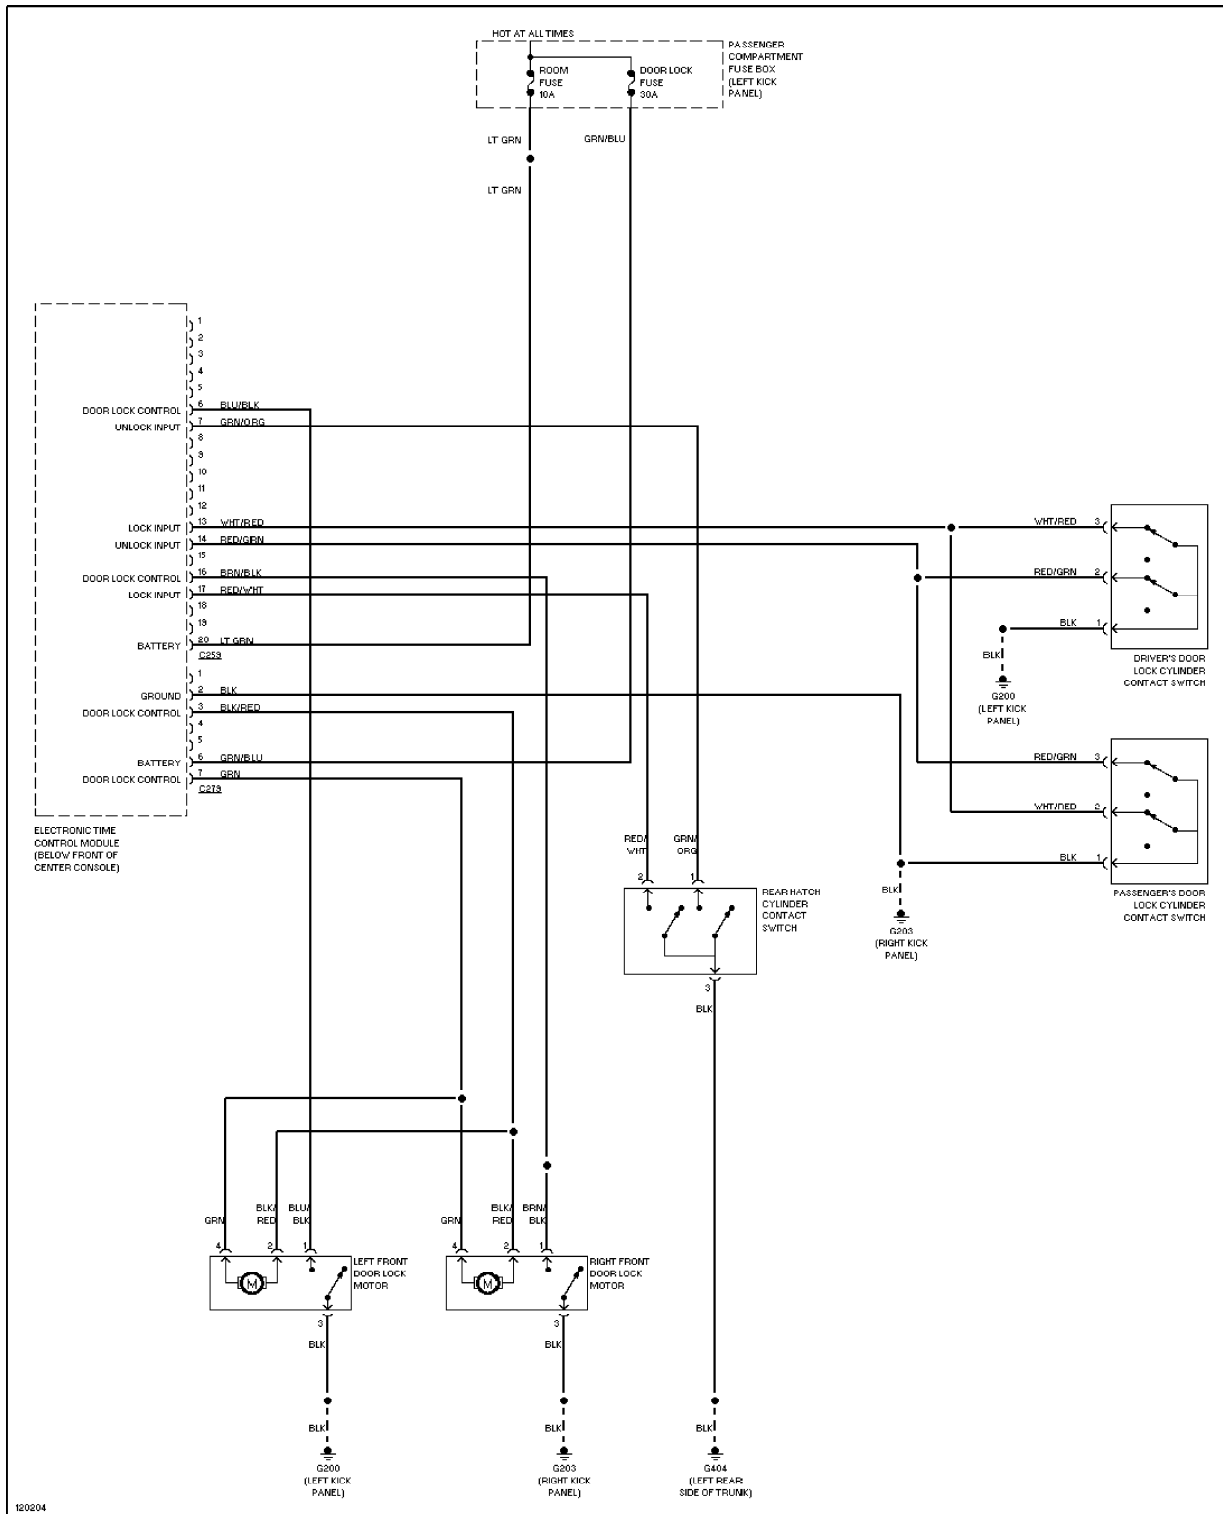 HOT AT ALL TIMES
ROOM
FUSE
10A
DOOR LOCK
FUSE
30A
PASSENGER
COMPARTMENT
FUSE BOX
(LEFT KICK
PANEL)
LT GRN
GRN/BLU
LT GRN
1
2
3
4
5
DOOR LOCK CONTROL 6 BLU/BLK
UNLOCK INPUT 7 GRN/ORG
8
9
10
11
12
LOCK INPUT 13 WHT/RED
UNLOCK INPUT 14 RED/GRN
15
DOOR LOCK CONTROL 16 BRN/BLK
LOCK INPUT 17 RED/WHT
18
19
BATTERY 20 LT GRN
C259
1
GROUND 2 BLK
DOOR LOCK CONTROL 3 BLK/RED
4
5
BATTERY 6 GRN/BLU
DOOR LOCK CONTROL 7 GRN
C279
ELECTRONIC TIME
CONTROL MODULE
(BELOW FRONT OF
CENTER CONSOLE)
WHT/RED 3
RED/GRN 2
BLK 1
BLK
G200
(LEFT KICK
PANEL)
DRIVER'S DOOR
LOCK CYLINDER
CONTACT SWITCH
RED/GRN 3
WHT/RED 2
BLK 1
BLK
G203
(RIGHT KICK
PANEL)
PASSENGER'S DOOR
LOCK CYLINDER
CONTACT SWITCH
RED/
WHT
GRN/
ORG
2
1
REAR HATCH
CYLINDER
CONTACT
SWITCH
3
BLK
GRN
BLK/
RED
BLU/
BLK
4
2
1
M
LEFT FRONT
DOOR LOCK
MOTOR
3
BLK
BLK
G200
(LEFT KICK
PANEL)
GRN
BLK/
RED
BRN/
BLK
4
2
1
M
RIGHT FRONT
DOOR LOCK
MOTOR
3
BLK
BLK
G203
(RIGHT KICK
PANEL)
BLK
G404
(LEFT REAR
SIDE OF TRUNK)
120204